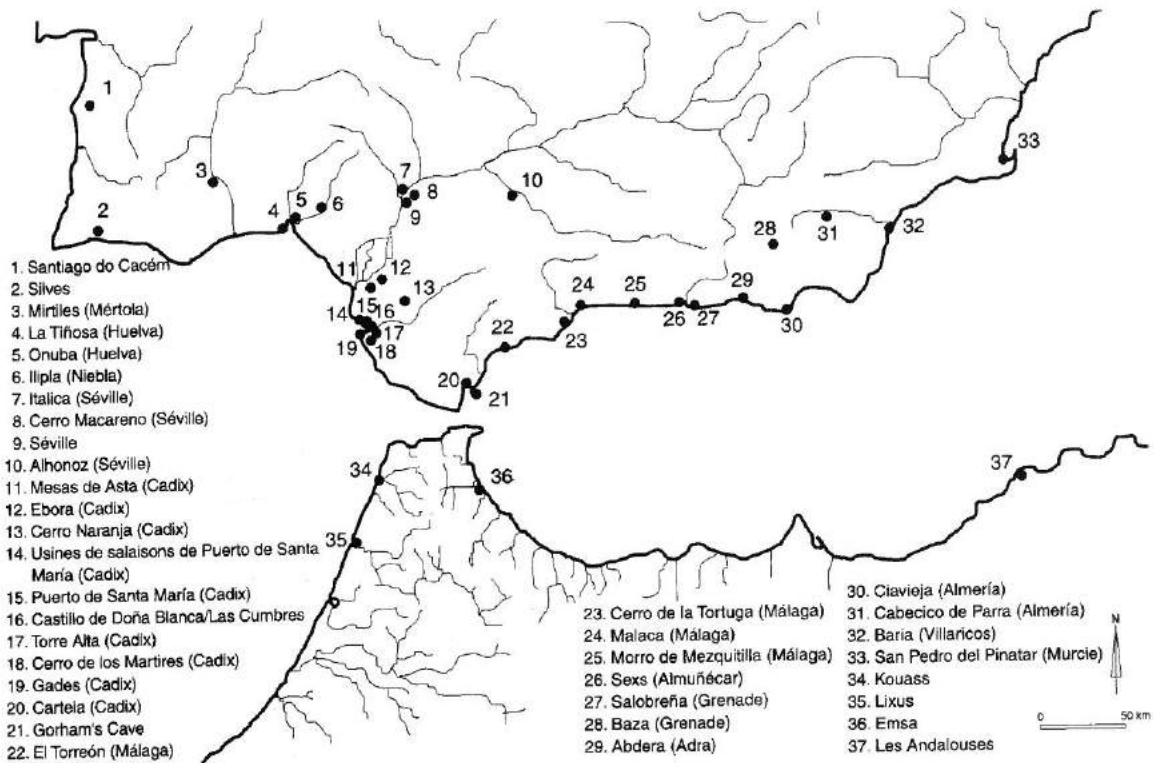 1
2
3
4
5
6
7
8
9
10
11
12
13
14
15
16
17
18
19
20
21
22
23
24
25
26
27
28
29
30
31
32
33
34
35
36
37
1. Santiago do Cacém
2. Silves
3. Mirtiles (Mértola)
4. La Tiñosa (Huelva)
5. Onuba (Huelva)
6. Ilipla (Niebla)
7. Italica (Séville)
8. Cerro Macareno (Séville)
9. Séville
10. Alhonoz (Séville)
11. Mesas de Asta (Cadix)
12. Ebora (Cadix)
13. Cerro Naranja (Cadix)
14. Usines de salaisons de Puerto de Santa
María (Cadix)
15. Puerto de Santa María (Cadix)
16. Castillo de Doña Blanca/Las Cumbres
17. Torre Alta (Cadix)
18. Cerro de los Martires (Cadix)
19. Gades (Cadix)
20. Carteia (Cadix)
21. Gorham's Cave
22. El Torreón (Málaga)
23. Cerro de la Tortuga (Málaga)
24. Malaca (Málaga)
25. Morro de Mezquitilla (Málaga)
26. Sexs (Almuñécar)
27. Salobreña (Grenade)
28. Baza (Grenade)
29. Abdera (Adra)
30. Ciavieja (Almería)
31. Cabecico de Parra (Almería)
32. Baria (Villaricos)
33. San Pedro del Pinatar (Murcie)
34. Kouass
35. Lixus
36. Emsa
37. Les Andalouses
N
0 50 km